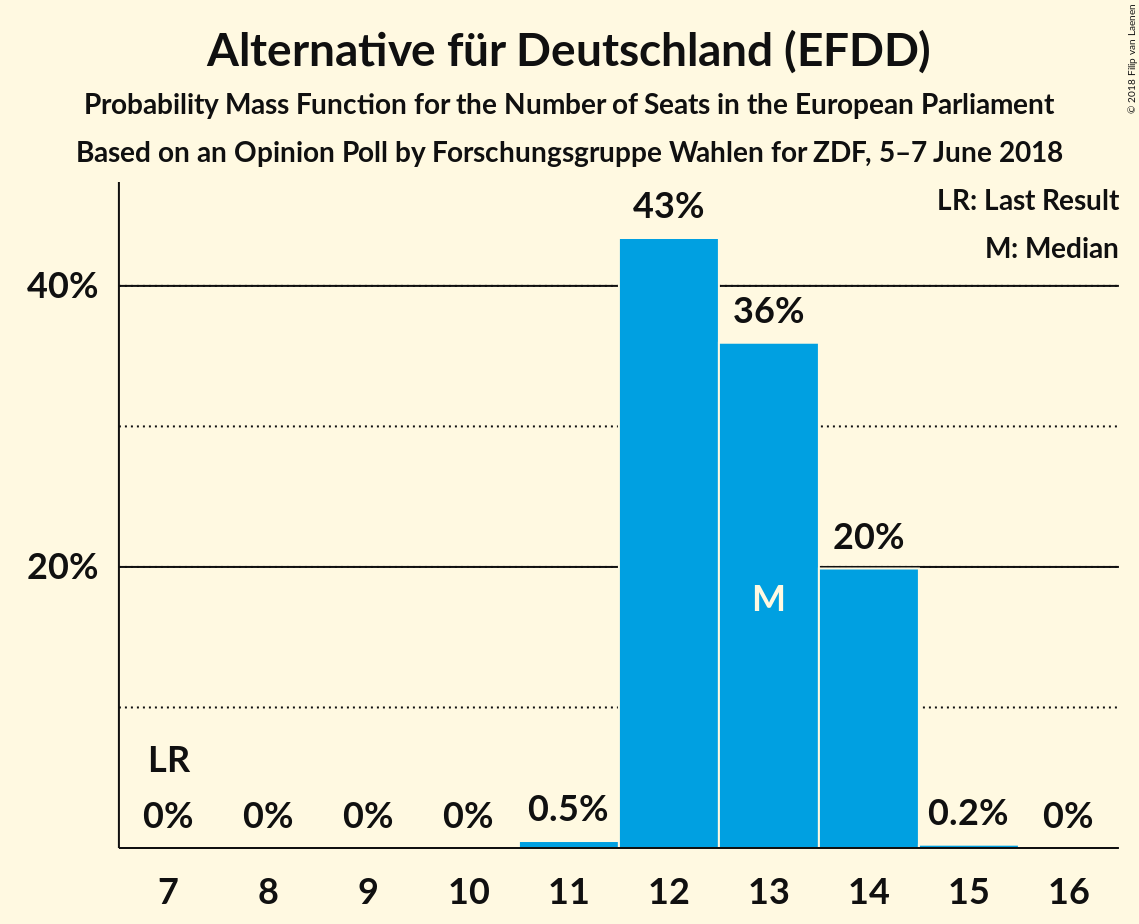 Alternative für Deutschland (EFDD)
Probability Mass Function for the Number of Seats in the European Parliament
Based on an Opinion Poll by Forschungsgruppe Wahlen for ZDF, 5–7 June 2018
© 2018 Filip van Laenen
LR: Last Result
M: Median
43%
40%
36%
20%
20%
M
LR
0% 0% 0% 0% 0.5% 0.2% 0%
7 8 9 10 11 12 13 14 15 16